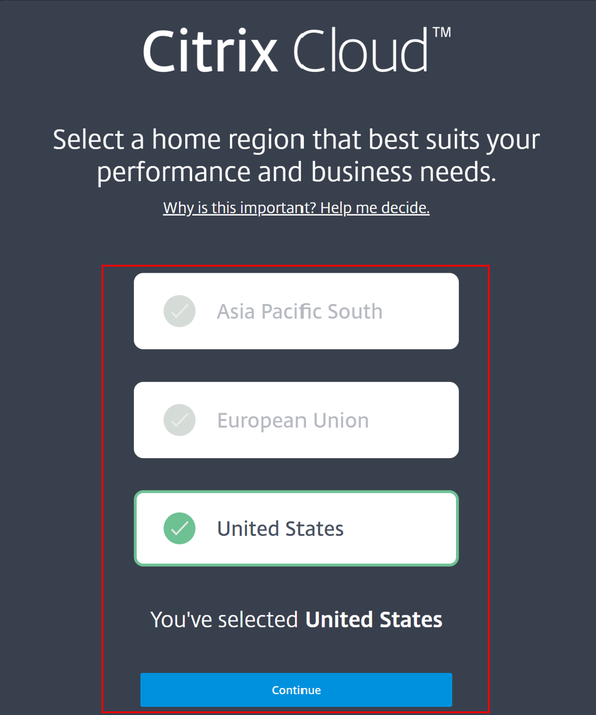 Citrix Cloud™
Select a home region that best suits your
performance and business needs.
Why is this important? Help me decide.
Asia Pacific South
European Union
United States
You've selected United States
Continue